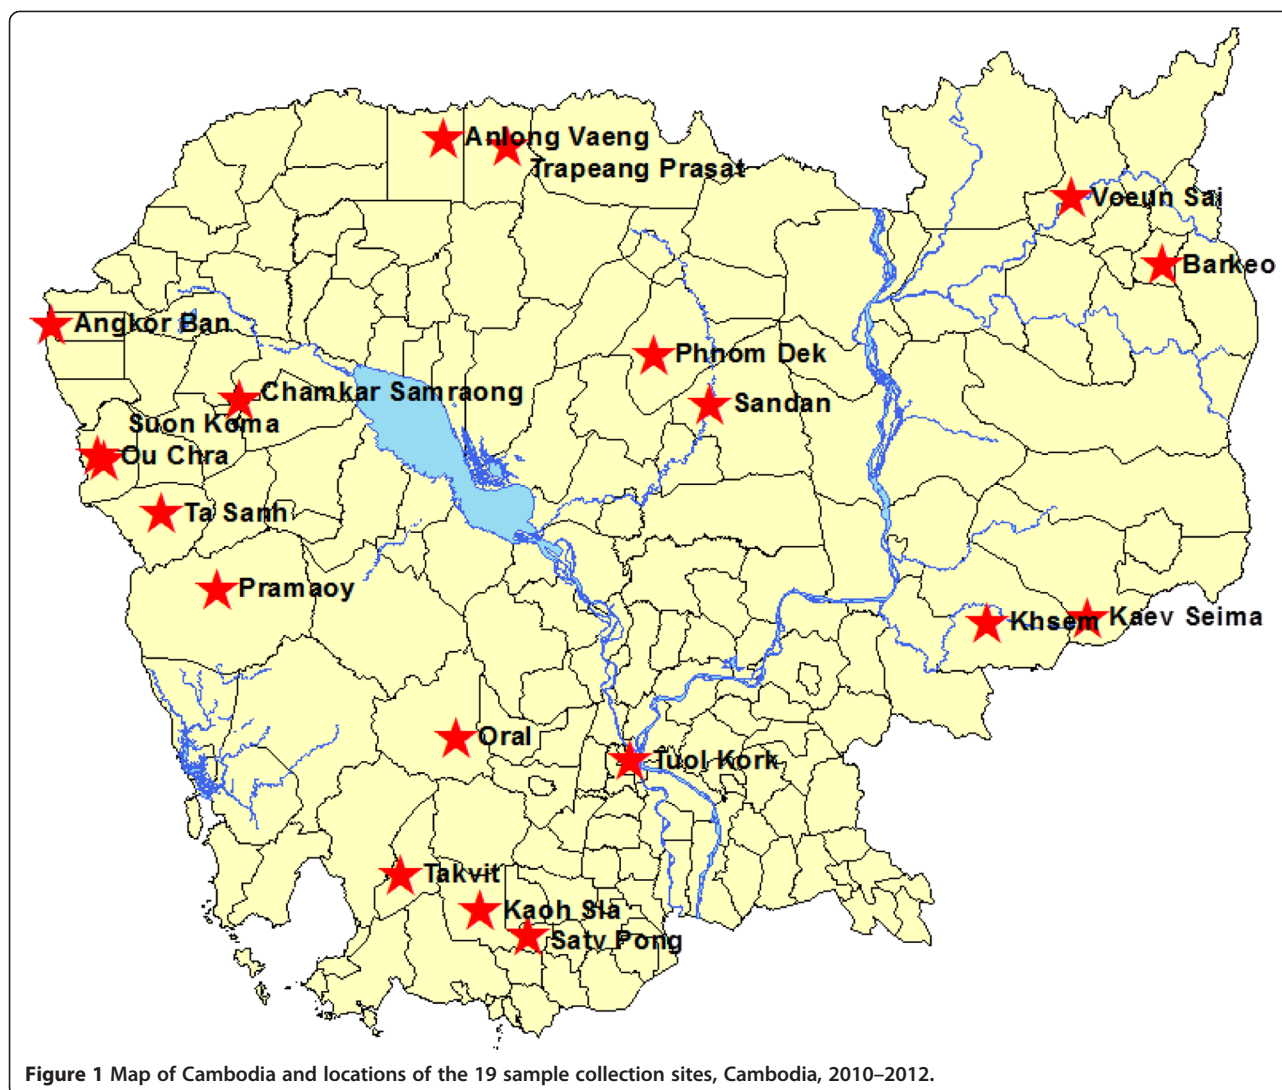 Anlong Vaeng
Trapeang Prasat
Voeun Sai
Barkeo
Angkor Ban
Phnom Dek
Chamkar Samraong
Sandan
Suon Koma
Ou Chra
Ta Sanh
Pramaoy
Khsem
Kaev Seima
Oral
Tuol Kork
Takvit
Kaoh Sla
Satv Pong
Figure 1 Map of Cambodia and locations of the 19 sample collection sites, Cambodia, 2010–2012.